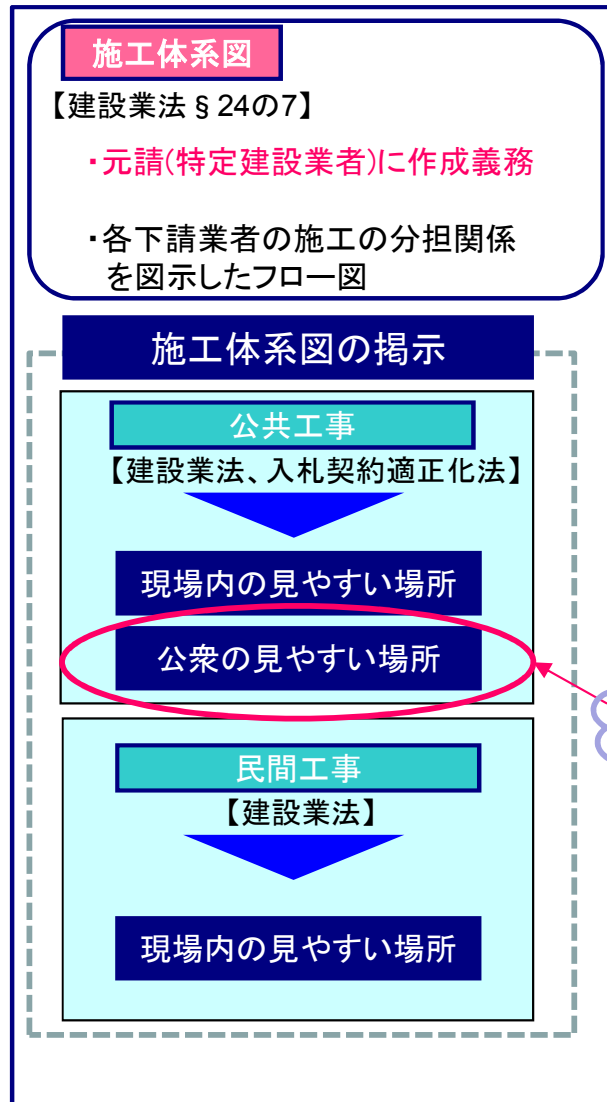 施工体系図
【建設業法§24の7】
・元請(特定建設業者)に作成義務
・各下請業者の施工の分担関係
を図示したフロー図
施工体系図の掲示
公共工事
【建設業法、入札契約適正化法】
現場内の見やすい場所
公衆の見やすい場所
民間工事
【建設業法】
現場内の見やすい場所